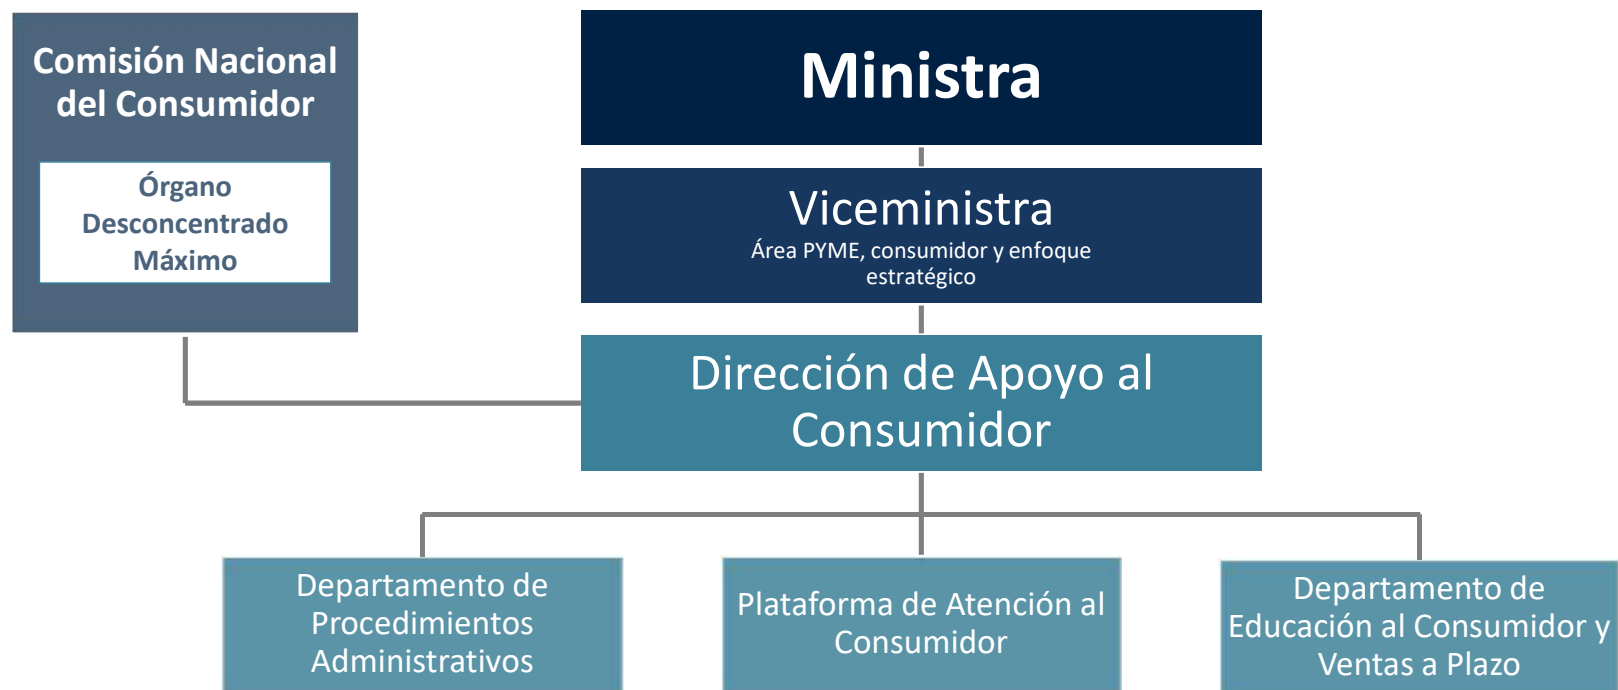 Comisión Nacional
del Consumidor
Órgano
Desconcentrado
Máximo
Ministra
Viceministra
Área PYME, consumidor y enfoque
estratégico
Dirección de Apoyo al
Consumidor
Departamento de
Procedimientos
Administrativos
Plataforma de Atención al
Consumidor
Departamento de
Educación al Consumidor y
Ventas a Plazo